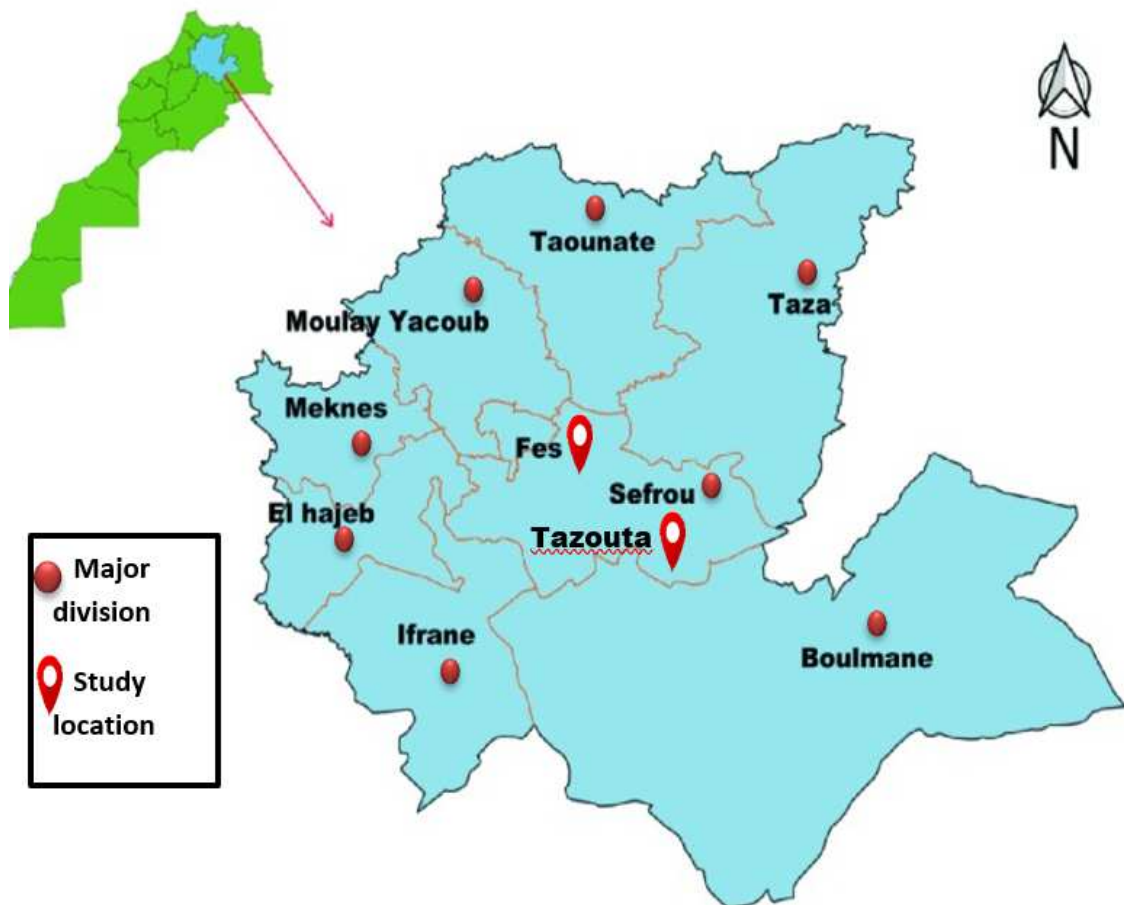 N
Taounate
Taza
Moulay Yacoub
Meknes
Fes
Sefrou
El hajeb
Tazouta
Major
division
Ifrane
Boulmane
Study
location